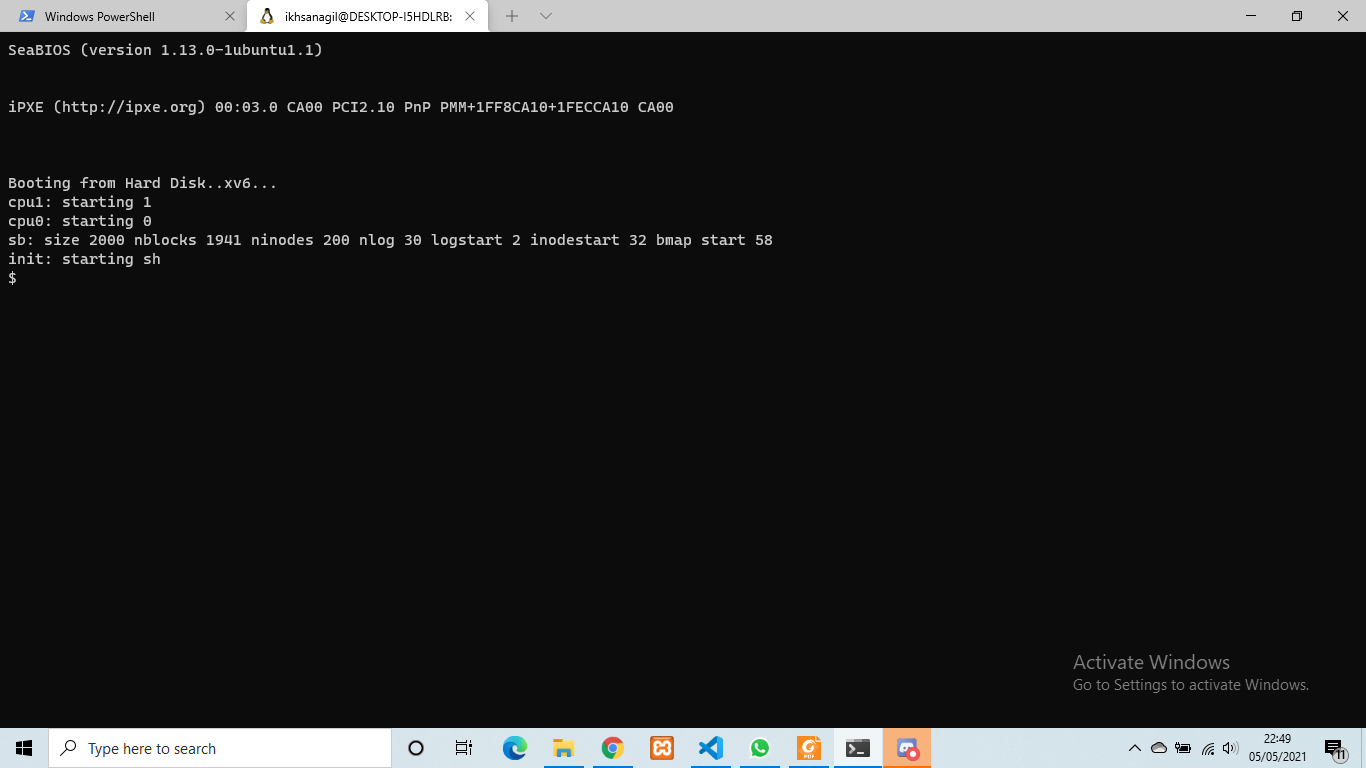 Windows PowerShell
ikhsanagil@DESKTOP-I5HDLRB:
SeaBIOS (version 1.13.0-1ubuntu1.1)
iPXE (http://ipxe.org) 00:03.0 CA00 PCI2.10 PnP PMM+1FF8CA10+1FECCA10 CA00
Booting from Hard Disk..xv6...
cpu1: starting 1
cpu0: starting 0
sb: size 2000 nblocks 1941 ninodes 200 nlog 30 logstart 2 inodestart 32 bmap start 58
init: starting sh
$
Activate Windows
Go to Settings to activate Windows.
Type here to search
PDF
22:49
05/05/2021
11